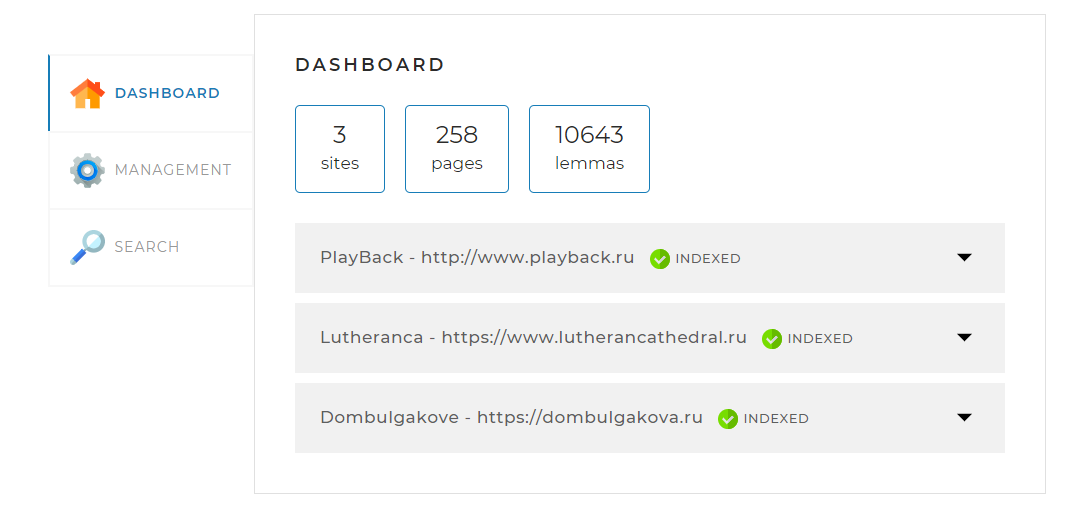 DASHBOARD
MANAGEMENT
SEARCH
DASHBOARD
3
sites
258
pages
10643
lemmas
PlayBack - http://www.playback.ru INDEXED
Lutheranca - https://www.lutherancathedral.ru INDEXED
Dombulgakove - https://dombulgakova.ru INDEXED